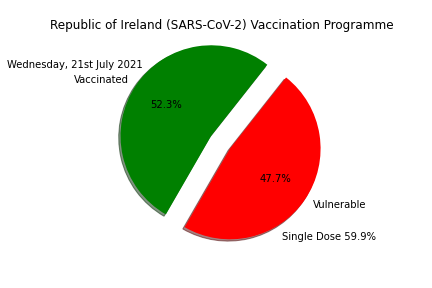 Republic of Ireland (SARS-CoV-2) Vaccination Programme
Wednesday, 21st July 2021
Vaccinated
52.3%
47.7%
Vulnerable
Single Dose 59.9%